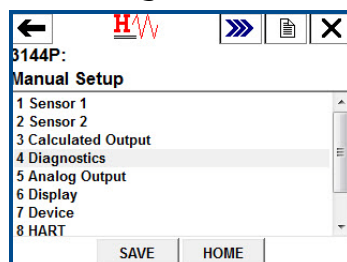 H
3144P:
Manual Setup
1 Sensor 1
2 Sensor 2
3 Calculated Output
4 Diagnostics
5 Analog Output
6 Display
7 Device
8 HART
SAVE HOME